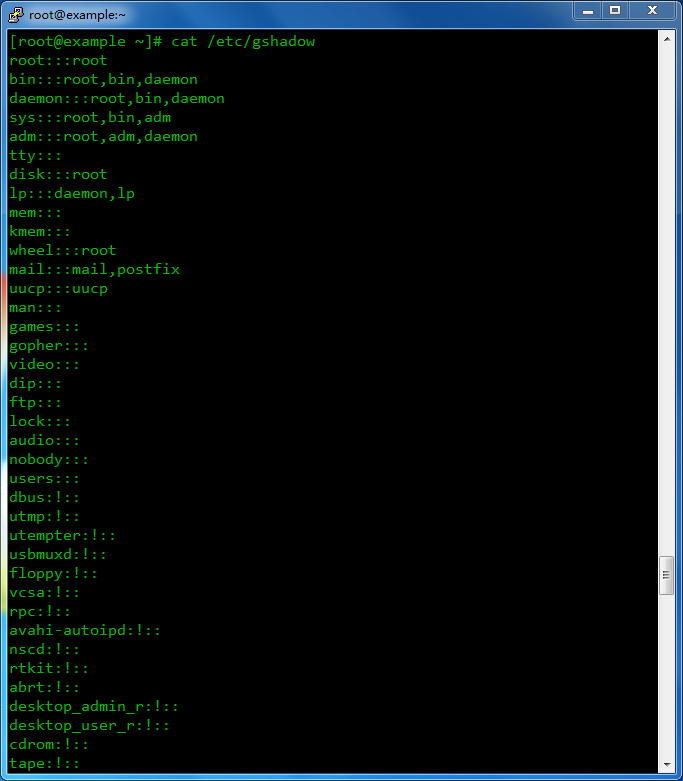 root@example:~
[root@example ~]# cat /etc/gshadow
root:::root
bin:::root,bin,daemon
daemon:::root,bin,daemon
sys:::root,bin,adm
adm:::root,adm,daemon
tty:::
disk:::root
lp:::daemon,lp
mem:::
kmem:::
wheel:::root
mail:::mail,postfix
uucp:::uucp
man:::
games:::
gopher:::
video:::
dip:::
ftp:::
lock:::
audio:::
nobody:::
users:::
dbus:!::
utmp:!::
utempter:!::
usbmuxd:!::
floppy:!::
vcsa:!::
rpc:!::
avahi-autoipd:!::
nscd:!::
rtkit:!::
abrt:!::
desktop_admin_r:!::
desktop_user_r:!::
cdrom:!::
tape:!::